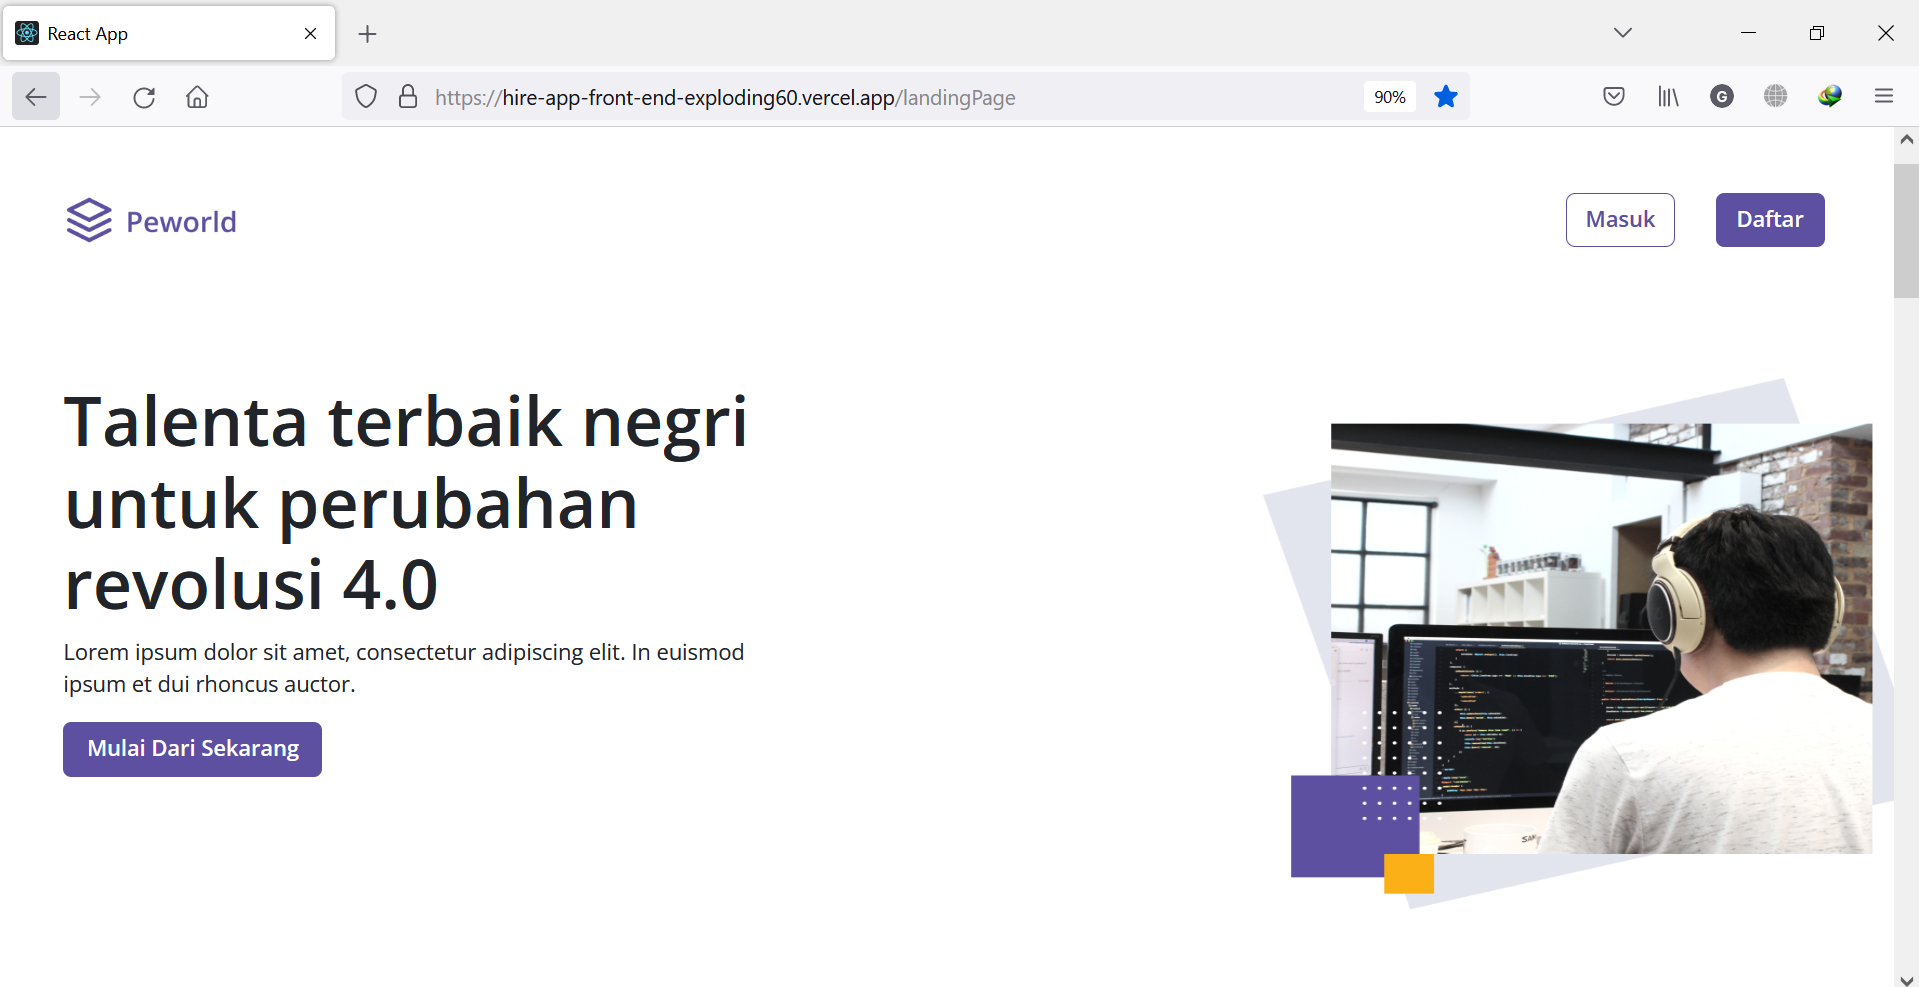 React App
https://hire-app-front-end-exploding60.vercel.app/landingPage
90%
G
Peworld
Masuk
Daftar
Talenta terbaik negri
untuk perubahan
revolusi 4.0
Lorem ipsum dolor sit amet, consectetur adipiscing elit. In euismod
ipsum et dui rhoncus auctor.
Mulai Dari Sekarang